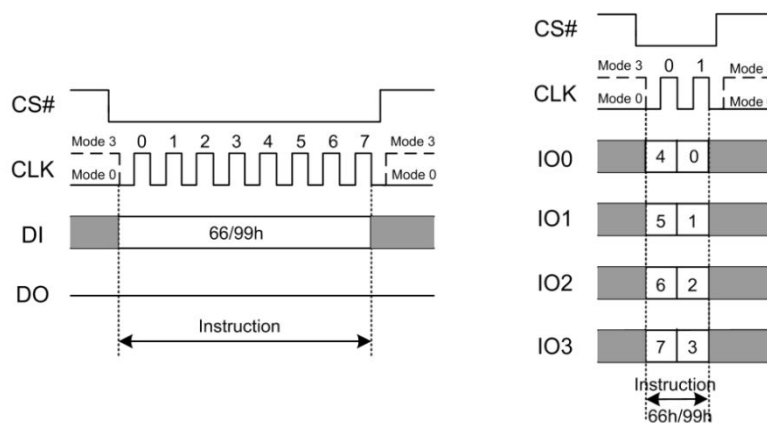 CS#
Mode 3 0 1 2 3 4 5 6 7 Mode 3
CLK
Mode 0 Mode 0
DI 66/99h
DO
Instruction
CS#
Mode 3 0 1 Mode
CLK
Mode 0 Mode
IO0 4 0
IO1 5 1
IO2 6 2
IO3 7 3
Instruction
66h/99h